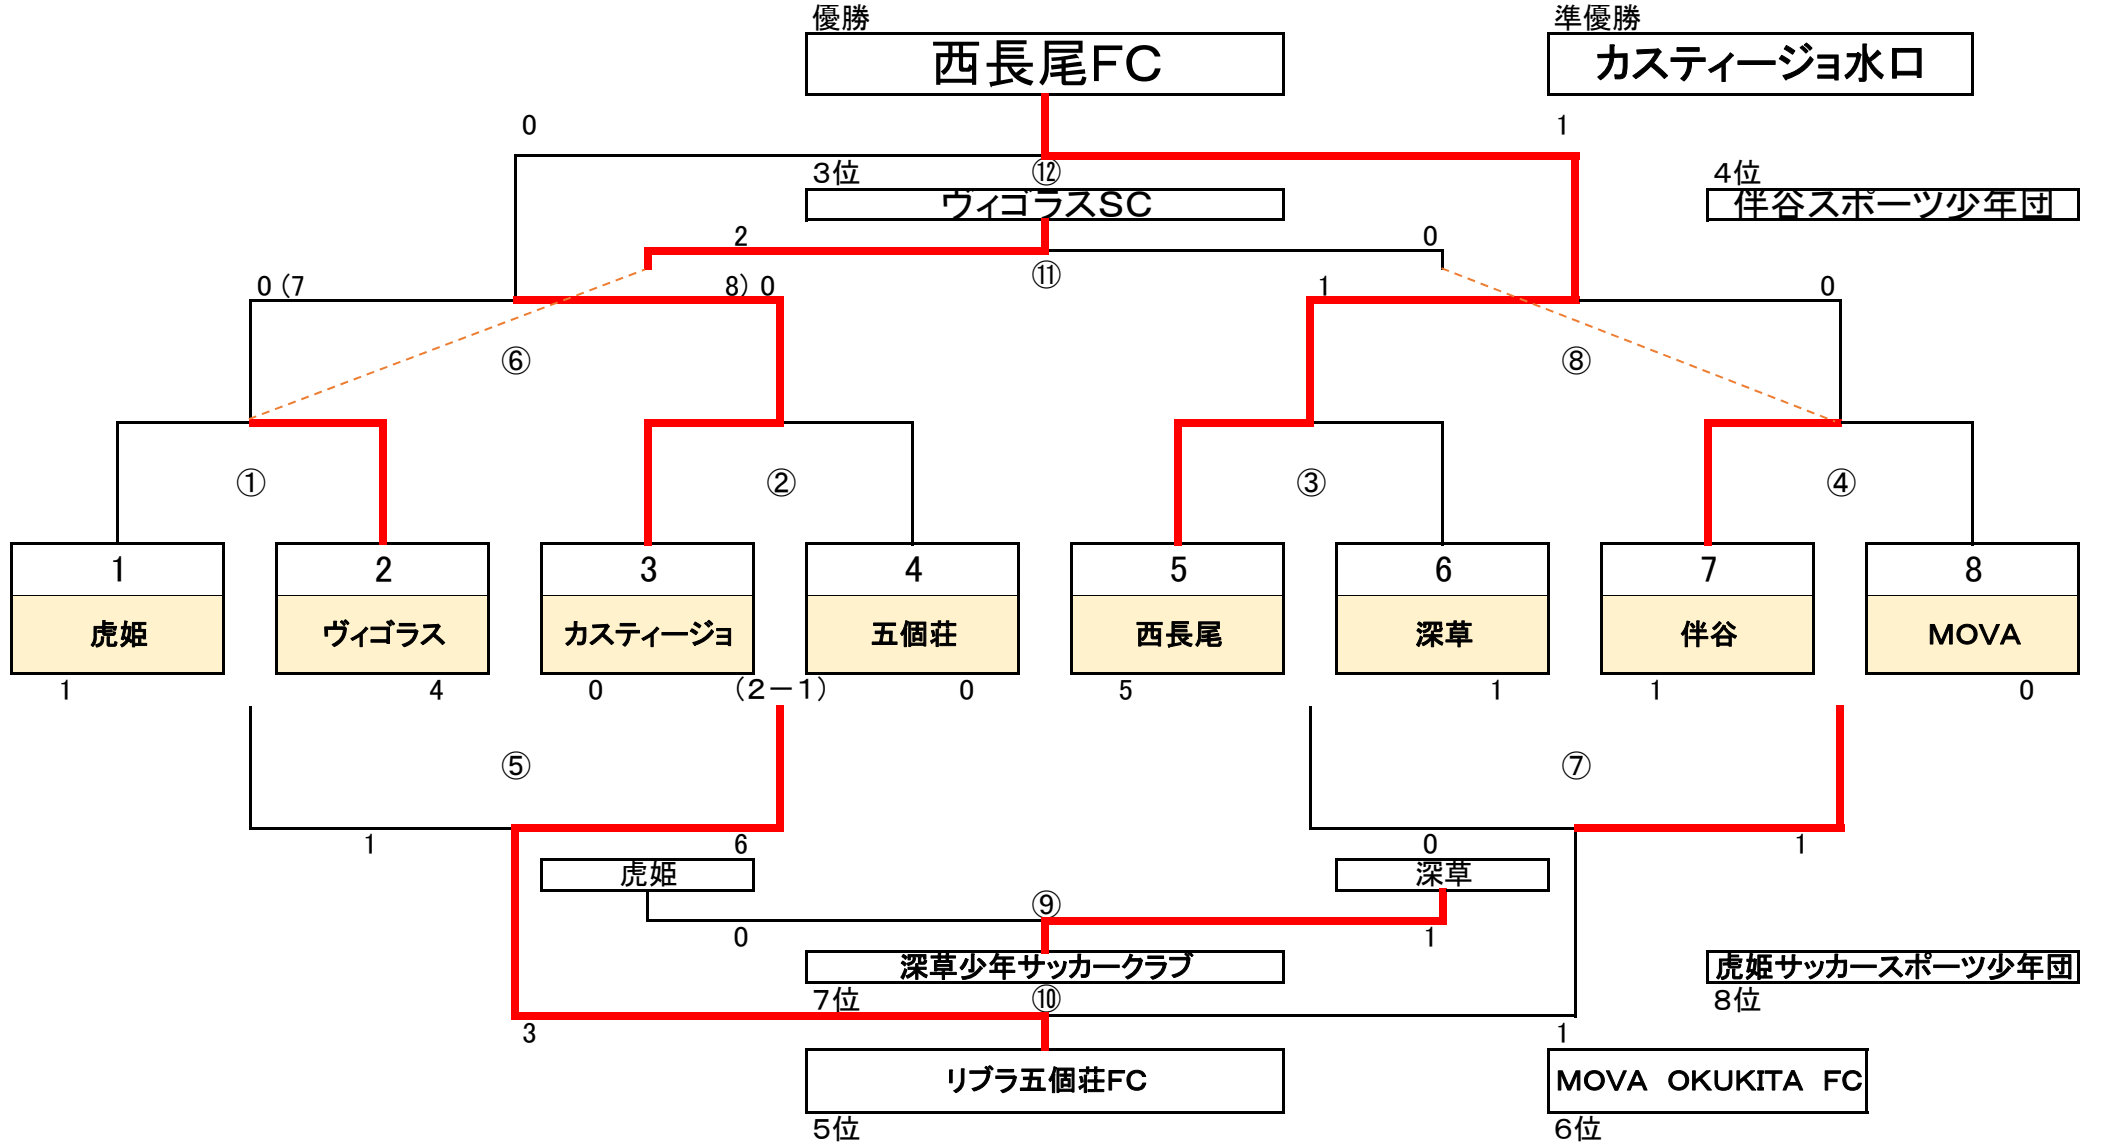 優勝
準優勝
西長尾FC
カスティージョ水口
0
1
3位
⑫
4位
ヴィゴラスSC
伴谷スポーツ少年団
2
0
⑪
0（7
8）0
1
0
⑥
⑧
①
②
③
④
1
2
3
4
5
6
7
8
虎姫
ヴィゴラス
カスティージョ
五個荘
西長尾
深草
伴谷
MOVA
1
4
0
（2－1）
0
5
1
1
0
⑤
⑦
1
6
0
1
虎姫
深草
⑨
0
1
深草少年サッカークラブ
虎姫サッカースポーツ少年団
7位
⑩
8位
3
1
リブラ五個荘FC
MOVA　OKUKITA　FC
5位
6位